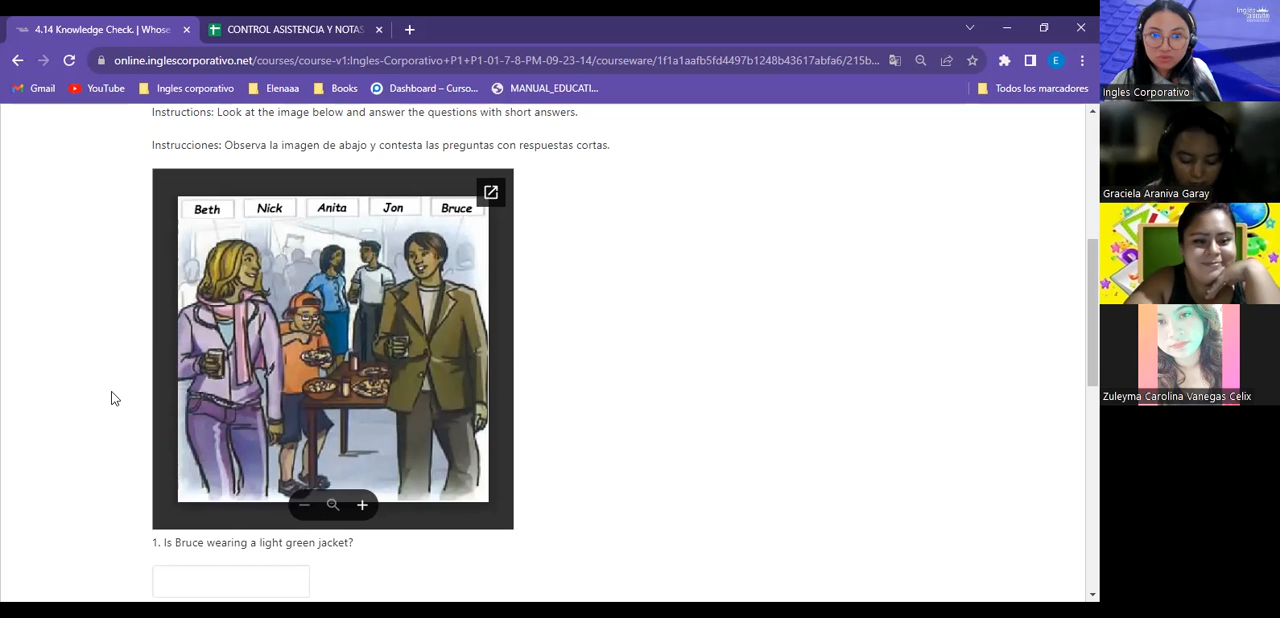 4.14 Knowledge Check. | Whose
CONTROL ASISTENCIA Y NOTAS
online.inglescorporativo.net/courses/course-v1:Ingles-Corporativo+P1+P1-01-7-8-PM-09-23-14/courseware/1f1a1aafb5fd4497b1248b43617abfa6/215b...
E
Gmail
YouTube
Ingles corporativo
Elenaaa
Books
Dashboard – Curso...
MANUAL_EDUCATI...
Todos los marcadores
Instructions: Look at the image below and answer the questions with short answers.
Instrucciones: Observa la imagen de abajo y contesta las preguntas con respuestas cortas.
Beth Nick Anita Jon Bruce
1. Is Bruce wearing a light green jacket?
Ingles Corporativo
Graciela Araniva Garay
Zuleyma Carolina Vanegas Celix